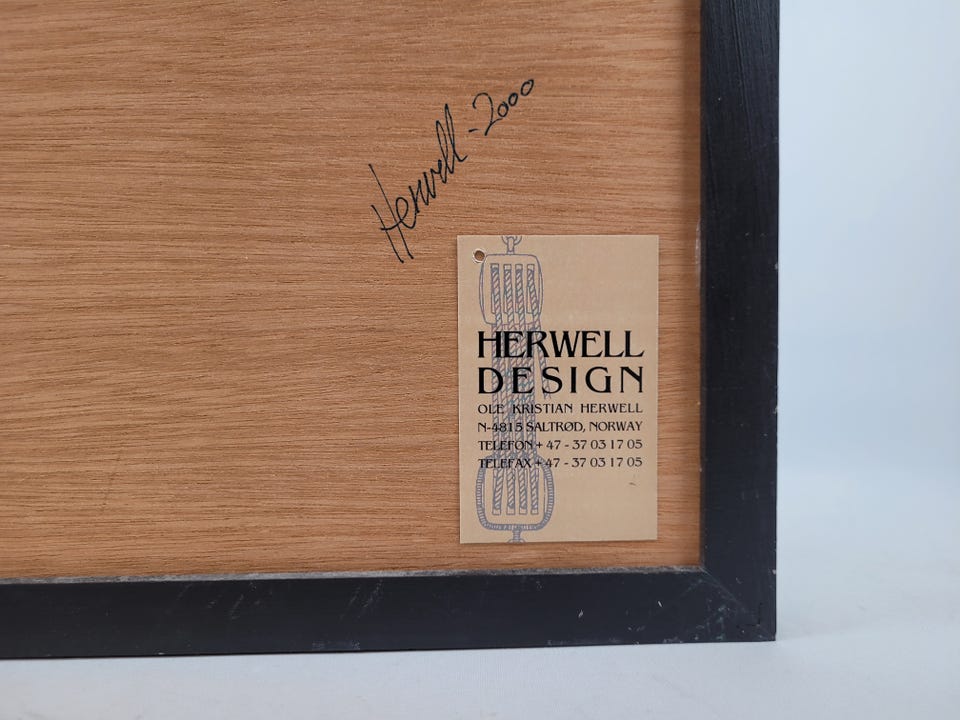 Herwell - 2000
HERWELL
DESIGN
OLE KRISTIAN HERWELL
N-4815 SALTRØD, NORWAY
TELEFON + 47 - 37 03 17 05
TELEFAX + 47 - 37 03 17 05